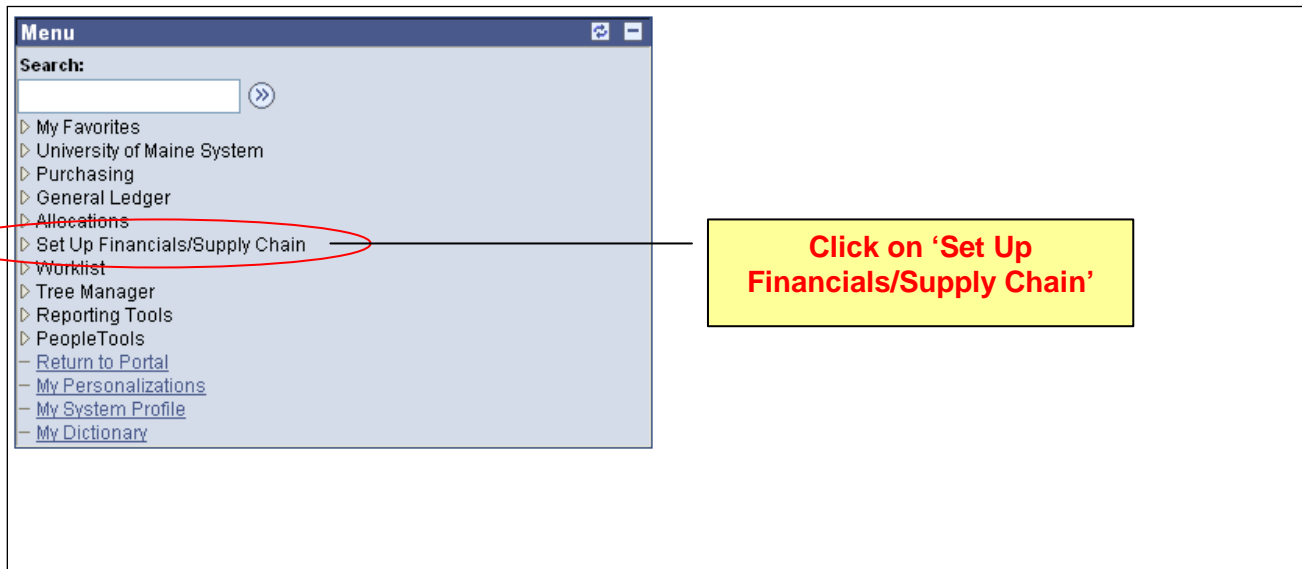 Menu
Search:
My Favorites
University of Maine System
Purchasing
General Ledger
Allocations
Set Up Financials/Supply Chain
Worklist
Tree Manager
Reporting Tools
PeopleTools
Return to Portal
My Personalizations
My System Profile
My Dictionary
Click on ‘Set Up
Financials/Supply Chain’